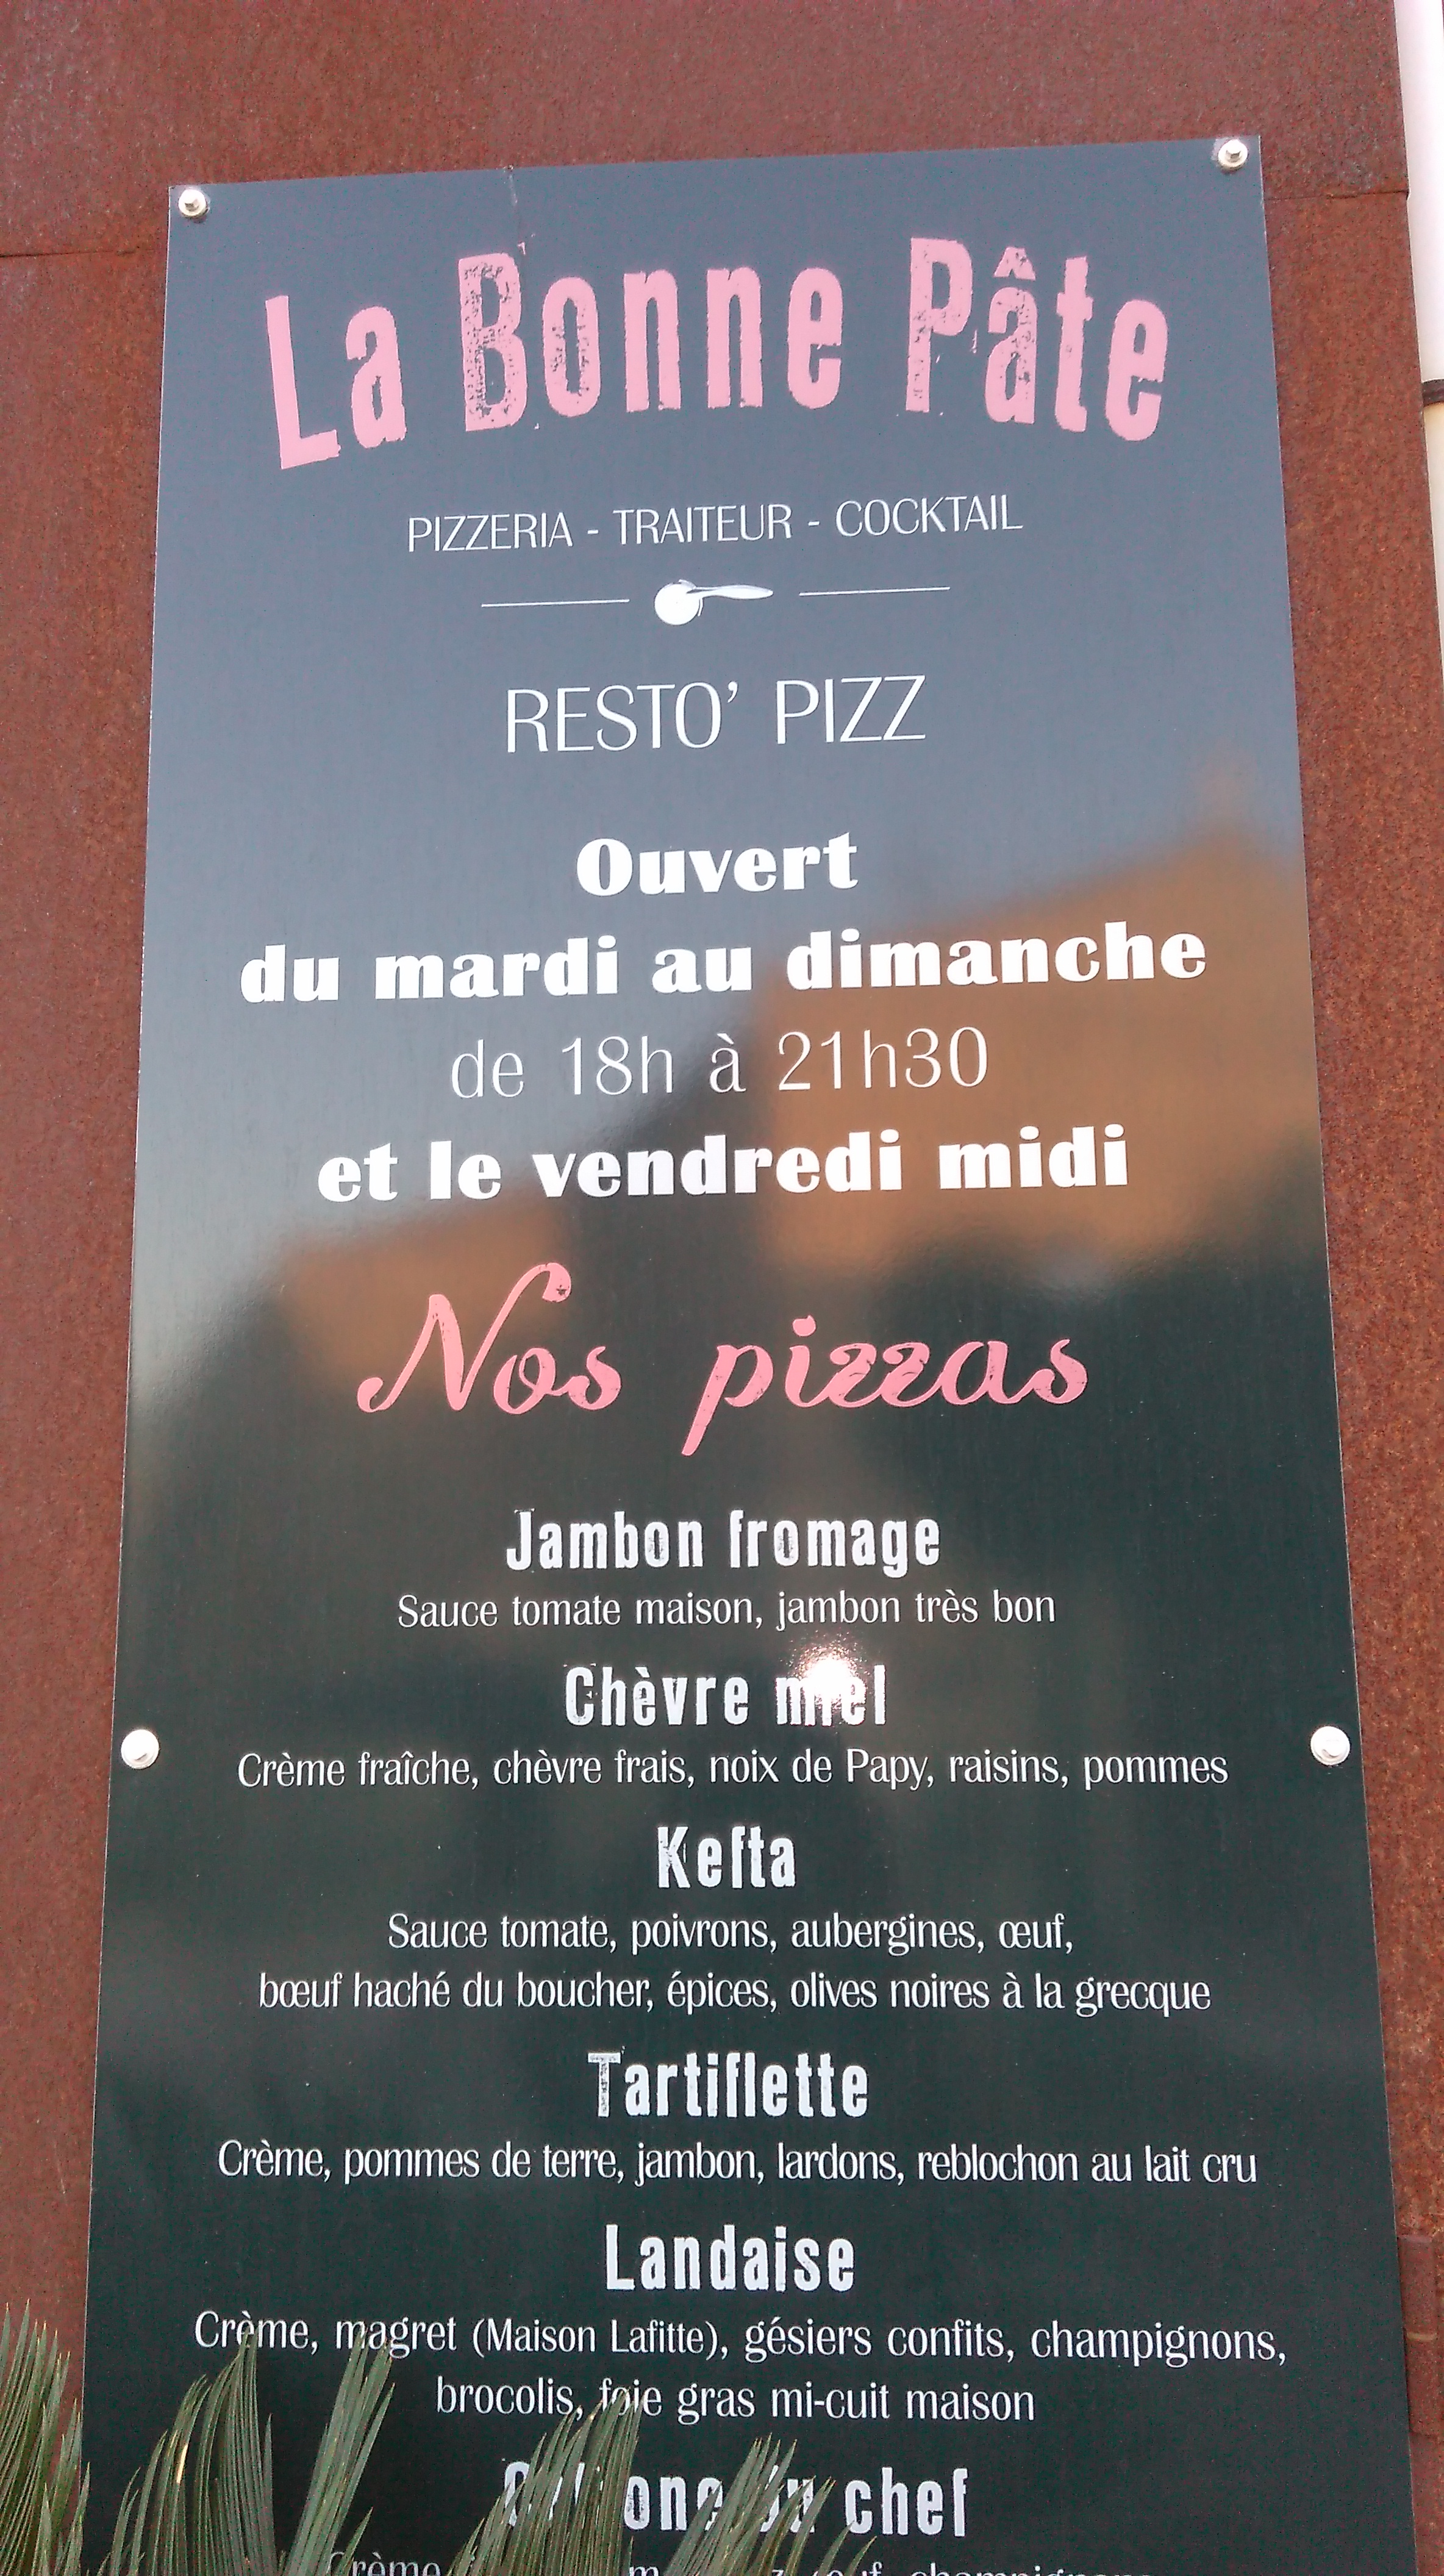 La Bonne Pâte
PIZZERIA - TRAITEUR - COCKTAIL
RESTO' PIZZ
Ouvert
du mardi au dimanche
de 18h à 21h30
et le vendredi midi
Nos pizzas
Jambon fromage
Sauce tomate maison, jambon très bon
Chèvre miel
Crème fraîche, chèvre frais, noix de Papy, raisins, pommes
Kefta
Sauce tomate, poivrons, aubergines, œuf,
bœuf haché du boucher, épices, olives noires à la grecque
Tartiflette
Crème, pommes de terre, jambon, lardons, reblochon au lait cru
Landaise
Crème, magret (Maison Lafitte), gésiers confits, champignons,
brocolis, foie gras mi-cuit maison
chef
Crème